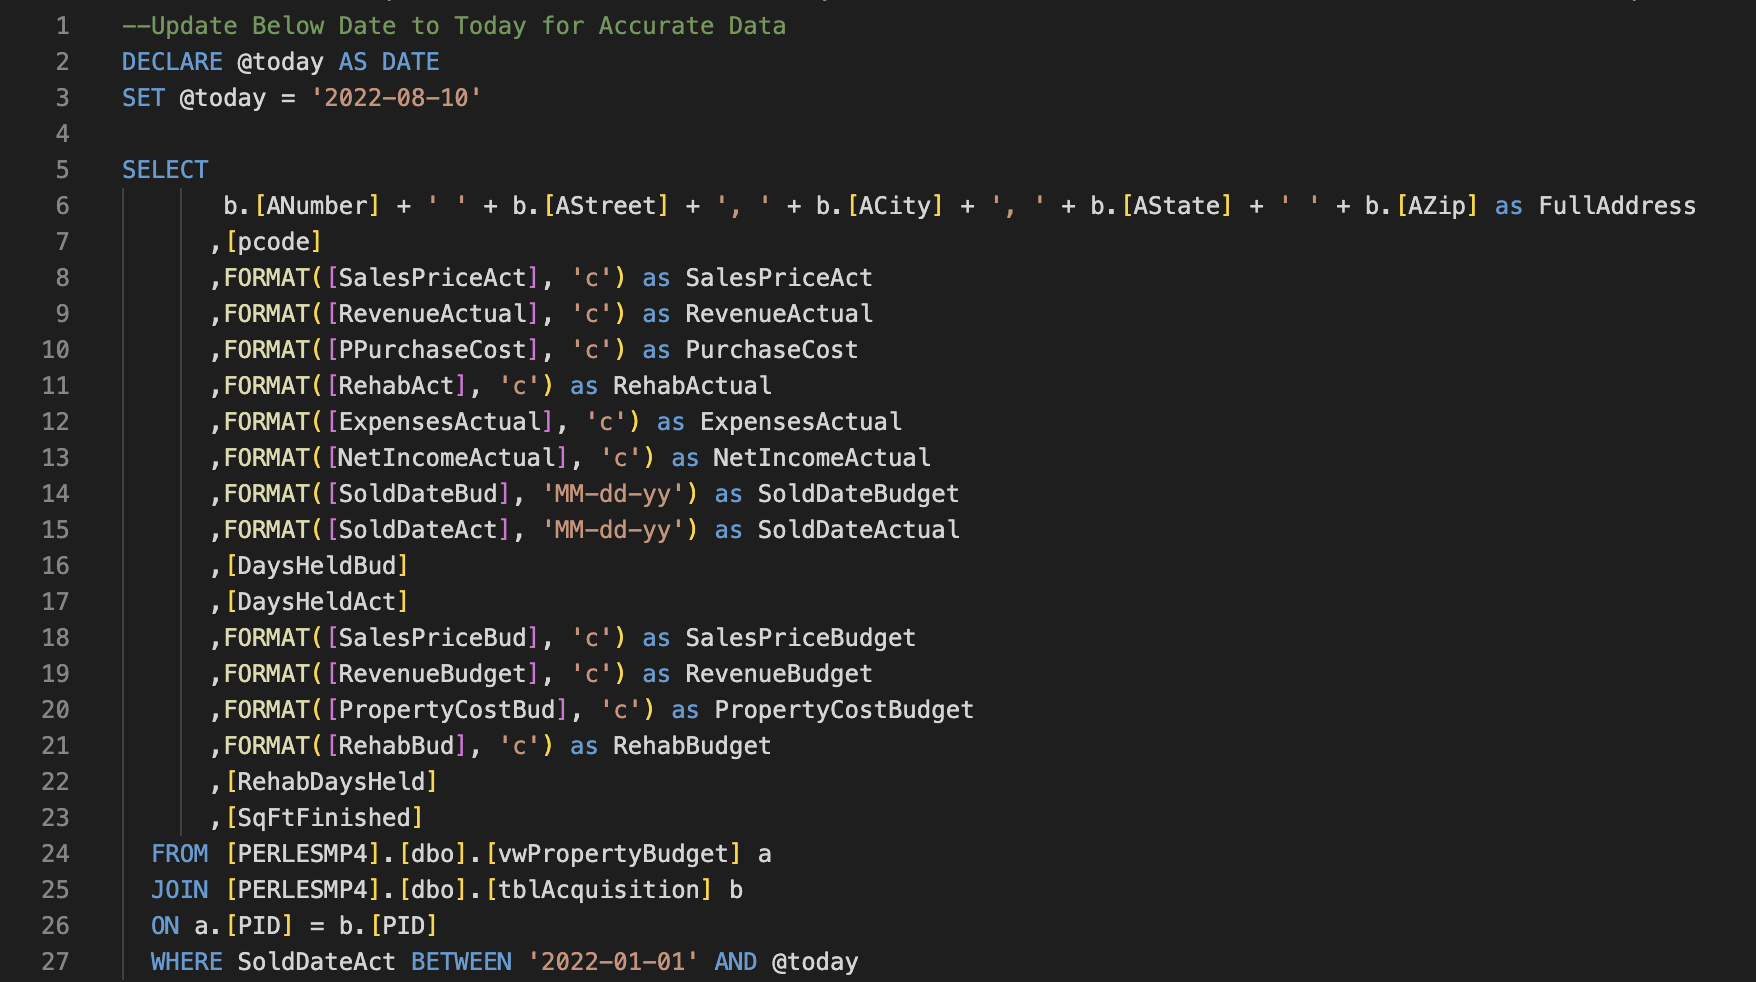 1 --Update Below Date to Today for Accurate Data
2 DECLARE @today AS DATE
3 SET @today = '2022-08-10'
4
5 SELECT
6 b.[ANumber] + ' ' + b.[AStreet] + ', ' + b.[ACity] + ', ' + b.[AState] + ' ' + b.[AZip] as FullAddress
7 ,[pcode]
8 ,FORMAT([SalesPriceAct], 'c') as SalesPriceAct
9 ,FORMAT([RevenueActual], 'c') as RevenueActual
10 ,FORMAT([PPurchaseCost], 'c') as PurchaseCost
11 ,FORMAT([RehabAct], 'c') as RehabActual
12 ,FORMAT([ExpensesActual], 'c') as ExpensesActual
13 ,FORMAT([NetIncomeActual], 'c') as NetIncomeActual
14 ,FORMAT([SoldDateBud], 'MM-dd-yy') as SoldDateBudget
15 ,FORMAT([SoldDateAct], 'MM-dd-yy') as SoldDateActual
16 ,[DaysHeldBud]
17 ,[DaysHeldAct]
18 ,FORMAT([SalesPriceBud], 'c') as SalesPriceBudget
19 ,FORMAT([RevenueBudget], 'c') as RevenueBudget
20 ,FORMAT([PropertyCostBud], 'c') as PropertyCostBudget
21 ,FORMAT([RehabBud], 'c') as RehabBudget
22 ,[RehabDaysHeld]
23 ,[SqFtFinished]
24 FROM [PERLESMP4].[dbo].[vwPropertyBudget] a
25 JOIN [PERLESMP4].[dbo].[tblAcquisition] b
26 ON a.[PID] = b.[PID]
27 WHERE SoldDateAct BETWEEN '2022-01-01' AND @today